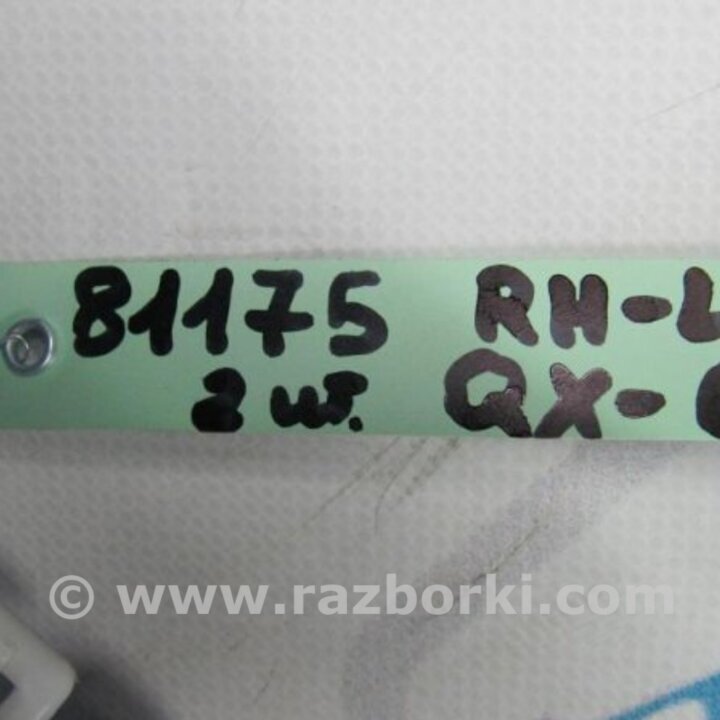 81175 RH-L
2 шт. QX-
© www.razborki.com